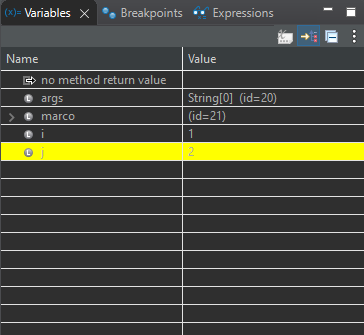 (x)= Variables Breakpoints Expressions
Name Value
no method return value
args String[0] (id=20)
marco (id=21)
i 1
j 2